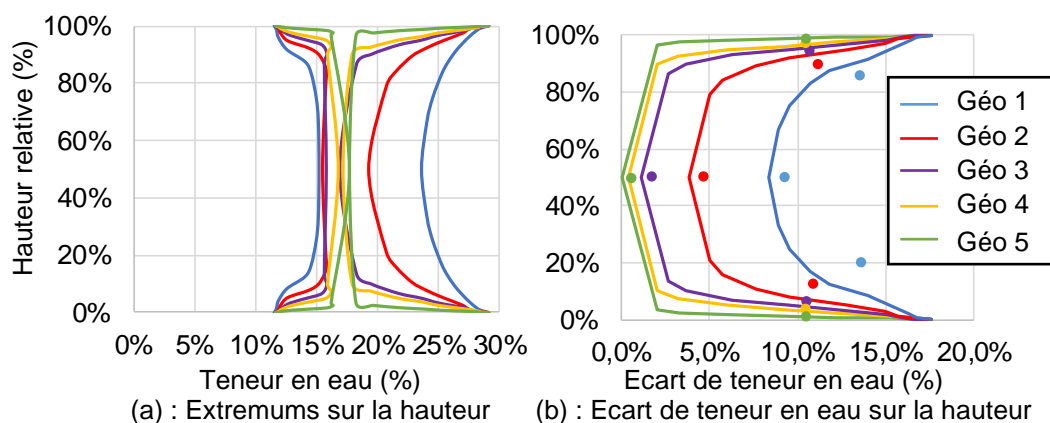 Hauteur relative (%)
100%
80%
60%
40%
20%
0%
0%
10%
15%
20%
25%
30%
Teneur en eau (%)
(a) : Extremums sur la hauteur
100%
80%
60%
40%
20%
0%
0,0%
5,0%
10,0%
15,0%
20,0%
Ecart de teneur en eau (%)
(b) : Ecart de teneur en eau sur la hauteur
Géo 1
Géo 2
Géo 3
Géo 4
Géo 5